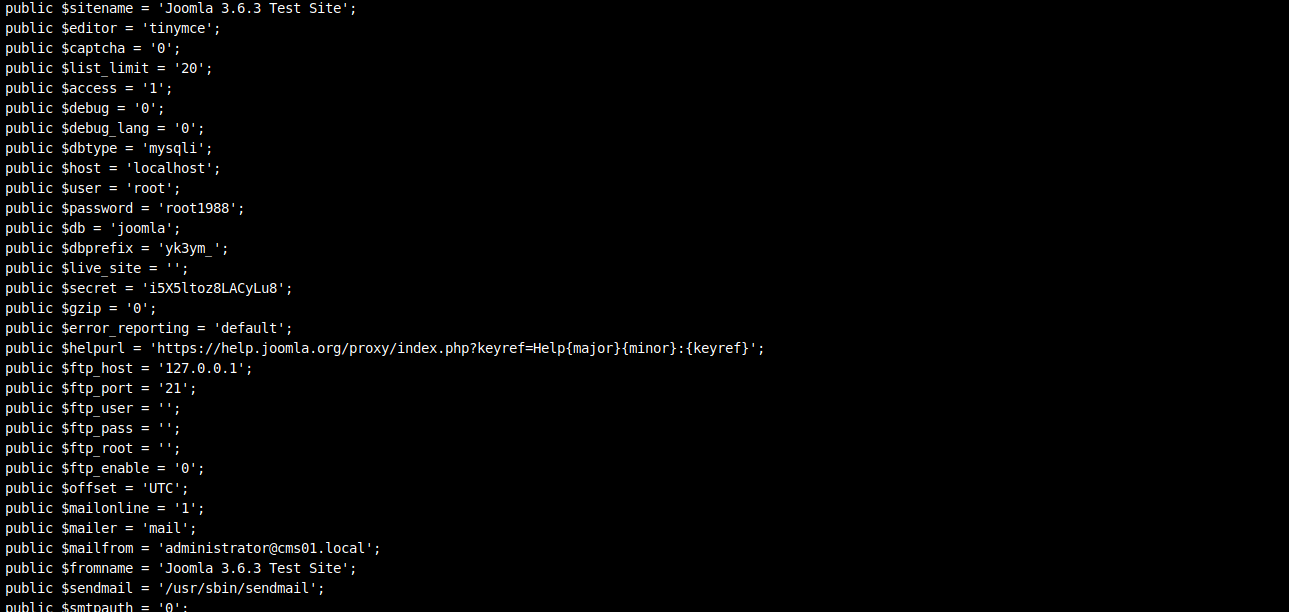 public $sitename = 'Joomla 3.6.3 Test Site';
public $editor = 'tinymce';
public $captcha = '0';
public $list_limit = '20';
public $access = '1';
public $debug = '0';
public $debug_lang = '0';
public $dbtype = 'mysqli';
public $host = 'localhost';
public $user = 'root';
public $password = 'root1988';
public $db = 'joomla';
public $dbprefix = 'yk3ym_';
public $live_site = '';
public $secret = 'i5X5ltoz8LACyLu8';
public $gzip = '0';
public $error_reporting = 'default';
public $helpurl = 'https://help.joomla.org/proxy/index.php?keyref=Help{major}{minor}:{keyref}';
public $ftp_host = '127.0.0.1';
public $ftp_port = '21';
public $ftp_user = '';
public $ftp_pass = '';
public $ftp_root = '';
public $ftp_enable = '0';
public $offset = 'UTC';
public $mailonline = '1';
public $mailer = 'mail';
public $mailfrom = 'administrator@cms01.local';
public $fromname = 'Joomla 3.6.3 Test Site';
public $sendmail = '/usr/sbin/sendmail';
public $smtpauth = '0';